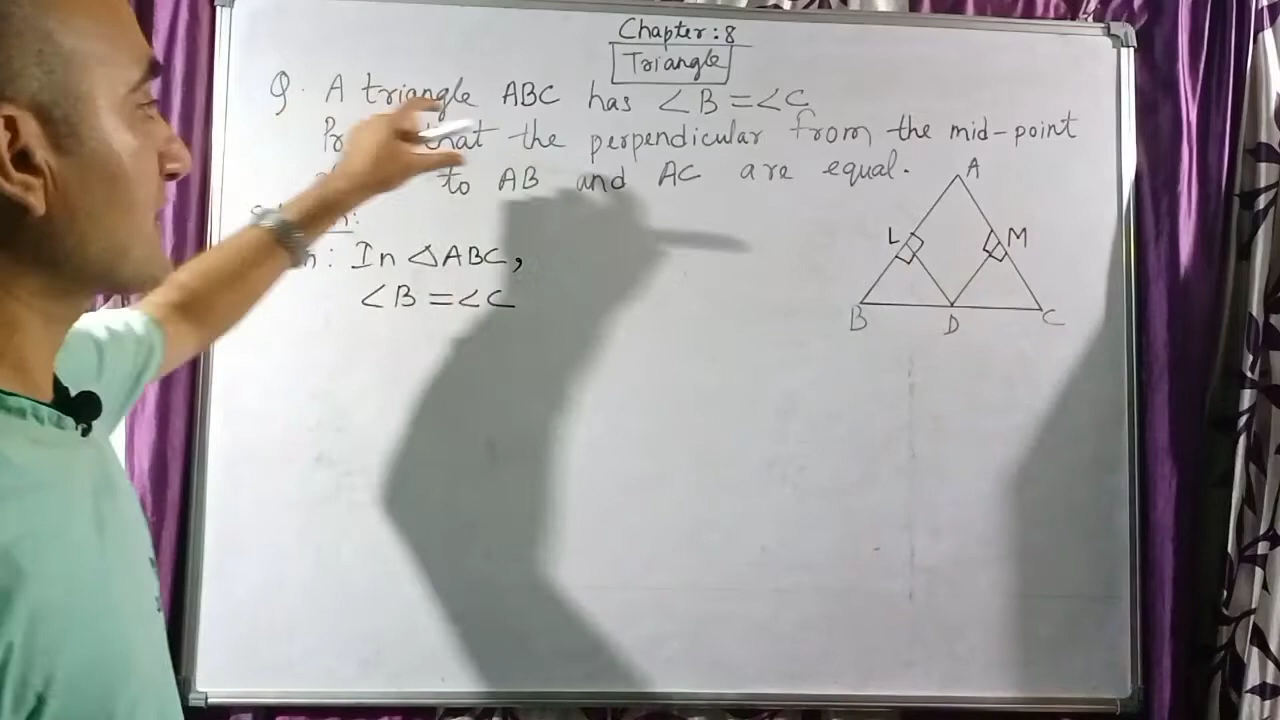 Chapter: 8
Triangle
Q. A triangle ABC has ∠B = ∠C
that the perpendicular from the mid-point
to AB and AC are equal.
In △ABC,
∠B = ∠C
A
L
M
B
D
C